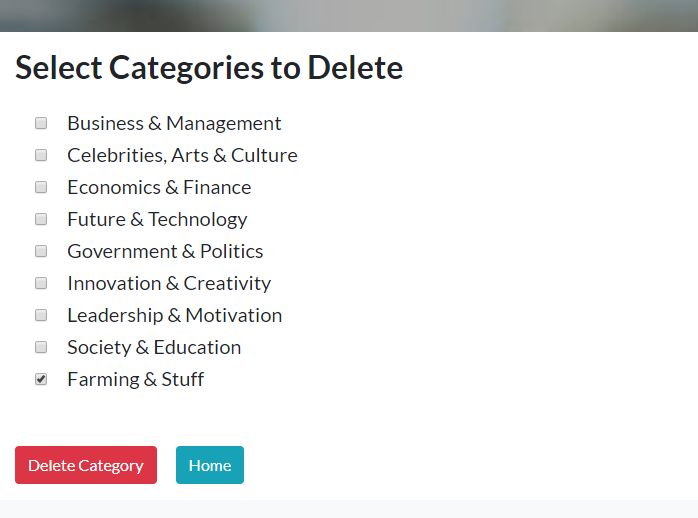 Select Categories to Delete
Business & Management
Celebrities, Arts & Culture
Economics & Finance
Future & Technology
Government & Politics
Innovation & Creativity
Leadership & Motivation
Society & Education
Farming & Stuff
Delete Category Home